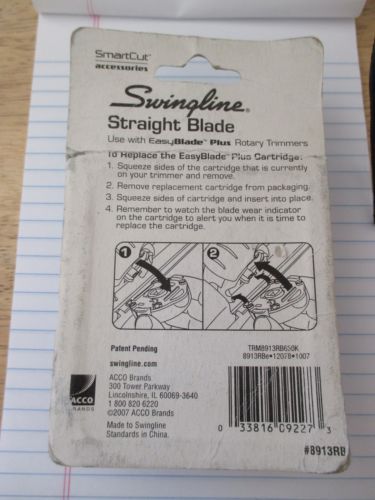 SmartCut™
accessories
Swingline®
Straight Blade
Use with EasyBlade™ Plus Rotary Trimmers
To Replace the EasyBlade™ Plus Cartridge:
1. Squeeze sides of the cartridge that is currently
on your trimmer and remove.
2. Remove replacement cartridge from packaging.
3. Squeeze sides of cartridge and insert into place.
4. Remember to watch the blade wear indicator
on the cartridge to alert you when it is time to
replace the cartridge.
1 2
Patent Pending
swingline.com
ACCO Brands
300 Tower Parkway
Lincolnshire, IL 60069-3640
1 800 820 6220
©2007 ACCO Brands
Made to Swingline
Standards in China.
ACCO
BRANDS
TRM8913RB650K
8913RBe•12078•1007
0 33816 09227 3
#8913RB